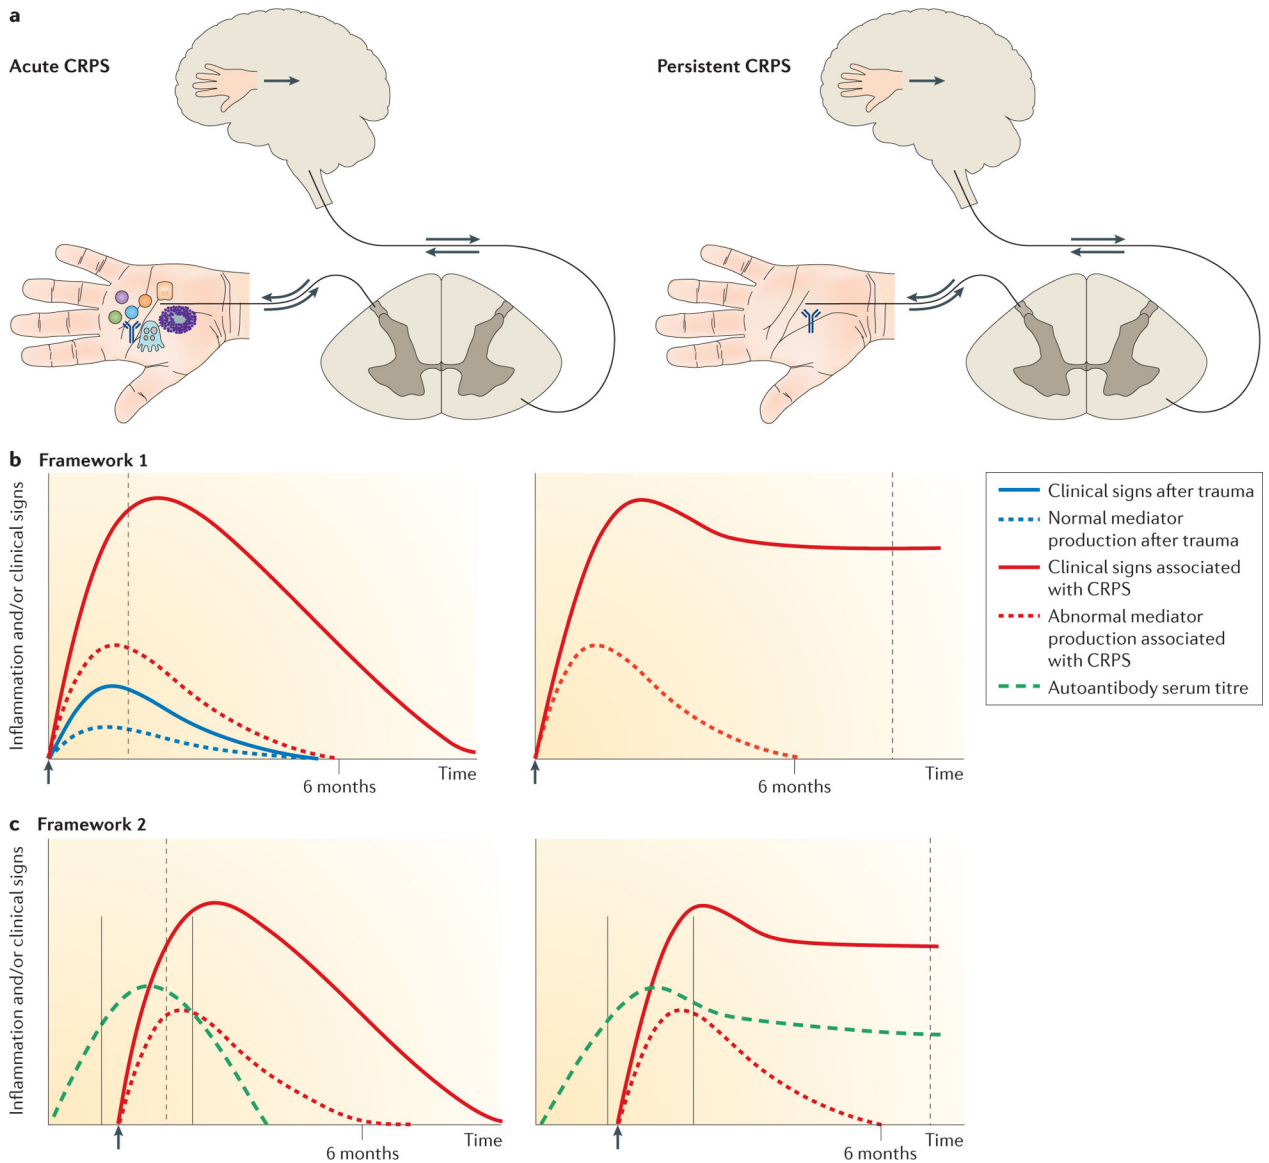 a
Acute CRPS
Persistent CRPS
b Framework 1
Inflammation and/or clinical signs
6 months
Time
6 months
Time
Clinical signs after trauma
Normal mediator
production after trauma
Clinical signs associated
with CRPS
Abnormal mediator
production associated
with CRPS
Autoantibody serum titre
c Framework 2
Inflammation and/or clinical signs
6 months
Time
6 months
Time